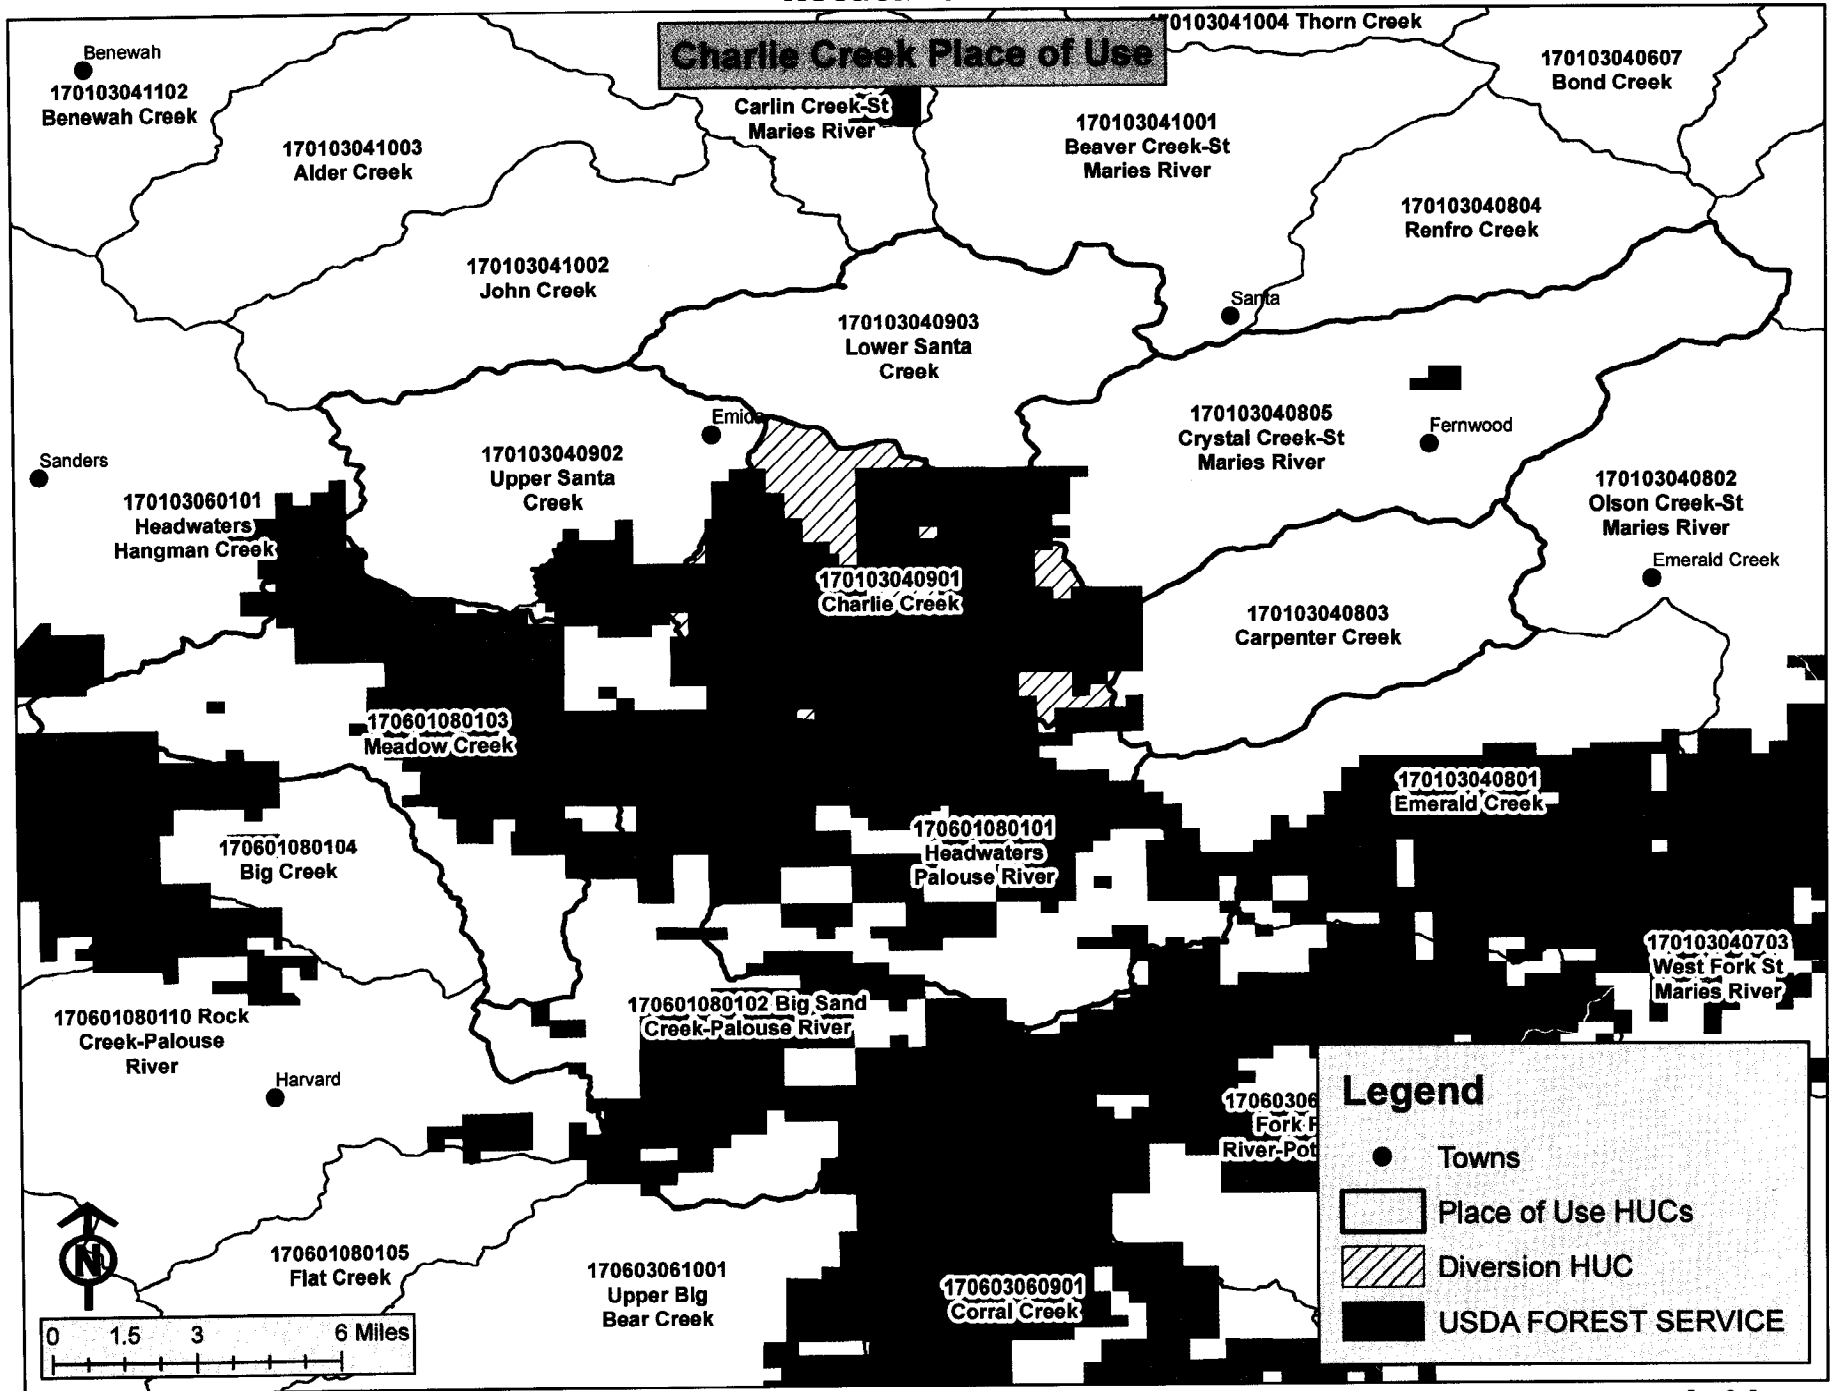 Charlie Creek Place of Use
170103041004 Thorn Creek
Benewah
170103041102
Benewah Creek
170103041003
Alder Creek
Carlin Creek-St
Maries River
170103041001
Beaver Creek-St
Maries River
170103040607
Bond Creek
170103040804
Renfro Creek
170103041002
John Creek
Santa
170103040903
Lower Santa
Creek
Emida
Sanders
170103040902
Upper Santa
Creek
170103040805
Crystal Creek-St
Maries River
Fernwood
170103060101
Headwaters
Hangman Creek
170103040802
Olson Creek-St
Maries River
Emerald Creek
170103040901
Charlie Creek
170103040803
Carpenter Creek
170601080103
Meadow Creek
170103040801
Emerald Creek
170601080104
Big Creek
170601080101
Headwaters
Palouse River
170103040703
West Fork St
Maries River
170601080110 Rock
Creek-Palouse
River
170601080102 Big Sand
Creek-Palouse River
Harvard
1706030
Fork
River-Pot
170601080105
Flat Creek
170603061001
Upper Big
Bear Creek
170603060901
Corral Creek
N
0 1.5 3 6 Miles
Legend
Towns
Place of Use HUCs
Diversion HUC
USDA FOREST SERVICE